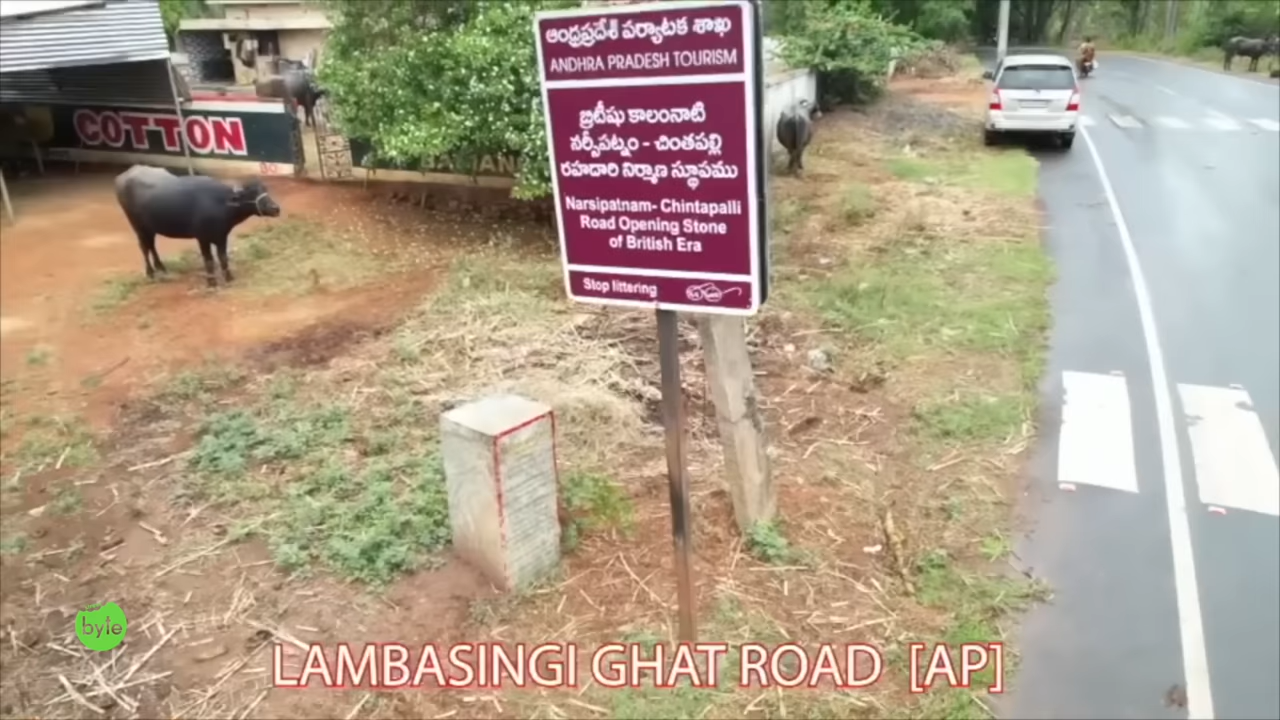 ఆంధ్రప్రదేశ్ పర్యాటక శాఖ
ANDHRA PRADESH TOURISM
బ్రిటీషు కాలంనాటి
నర్సీపట్నం - చింతపల్లి
రహదారి నిర్మాణ స్థూపము
Narsipatnam- Chintapalli
Road Opening Stone
of British Era
Stop littering
COTTON
byte
LAMBASINGI GHAT ROAD [AP]